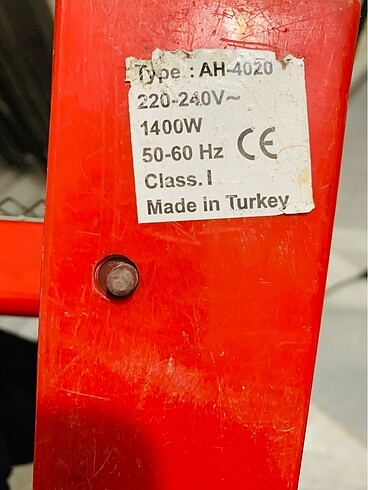 Type : AH-4020
220-240V~
1400W
50-60 Hz CE
Class. I
Made in Turkey